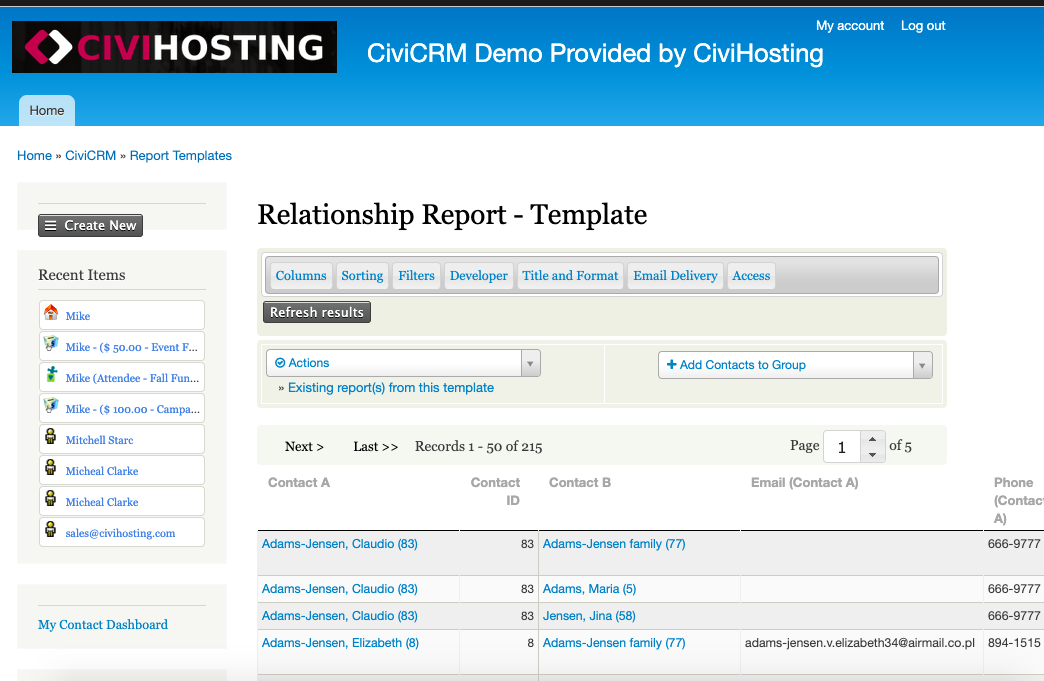 CIVIHOSTING
CiviCRM Demo Provided by CiviHosting
My account Log out
Home
Home » CiviCRM » Report Templates
Create New
Recent Items
Mike
Mike - ($ 50.00 - Event F...
Mike (Attendee - Fall Fun...
Mike - ($ 100.00 - Campa...
Mitchell Starc
Micheal Clarke
Micheal Clarke
sales@civihosting.com
My Contact Dashboard
Relationship Report - Template
Columns Sorting Filters Developer Title and Format Email Delivery Access
Refresh results
Actions
» Existing report(s) from this template
Add Contacts to Group
Next > Last >> Records 1 - 50 of 215 Page 1 of 5
Contact A Contact ID Contact B Email (Contact A) Phone (Contac A)
Adams-Jensen, Claudio (83) 83 Adams-Jensen family (77) 666-9777
Adams-Jensen, Claudio (83) 83 Adams, Maria (5) 666-9777
Adams-Jensen, Claudio (83) 83 Jensen, Jina (58) 666-9777
Adams-Jensen, Elizabeth (8) 8 Adams-Jensen family (77) adams-jensen.v.elizabeth34@airmail.co.pl 894-1515